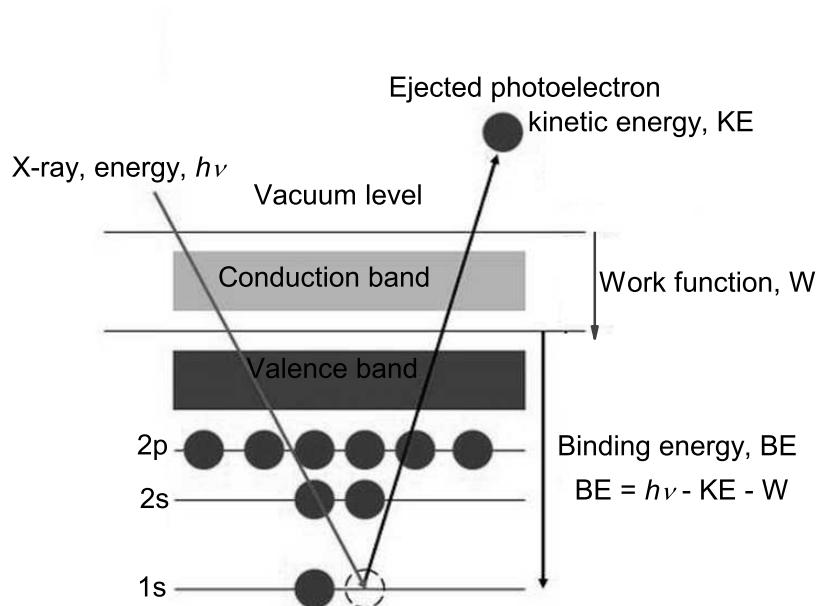 Ejected photoelectron
kinetic energy, KE
X-ray, energy, hν
Vacuum level
Conduction band
Work function, W
Valence band
2p
Binding energy, BE
BE = hν - KE - W
2s
1s